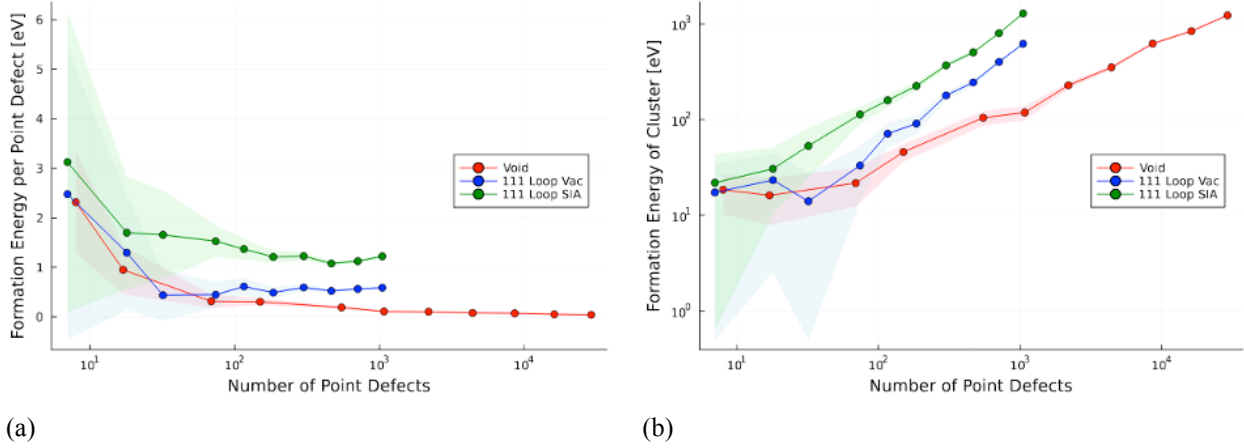 Formation Energy per Point Defect [eV]
6
5
4
3
2
1
0
10¹
10²
10³
10⁴
Number of Point Defects
Void
111 Loop Vac
111 Loop SIA
(a)
Formation Energy of Cluster [eV]
10³
10²
10¹
10⁰
10¹
10²
10³
10⁴
Number of Point Defects
Void
111 Loop Vac
111 Loop SIA
(b)